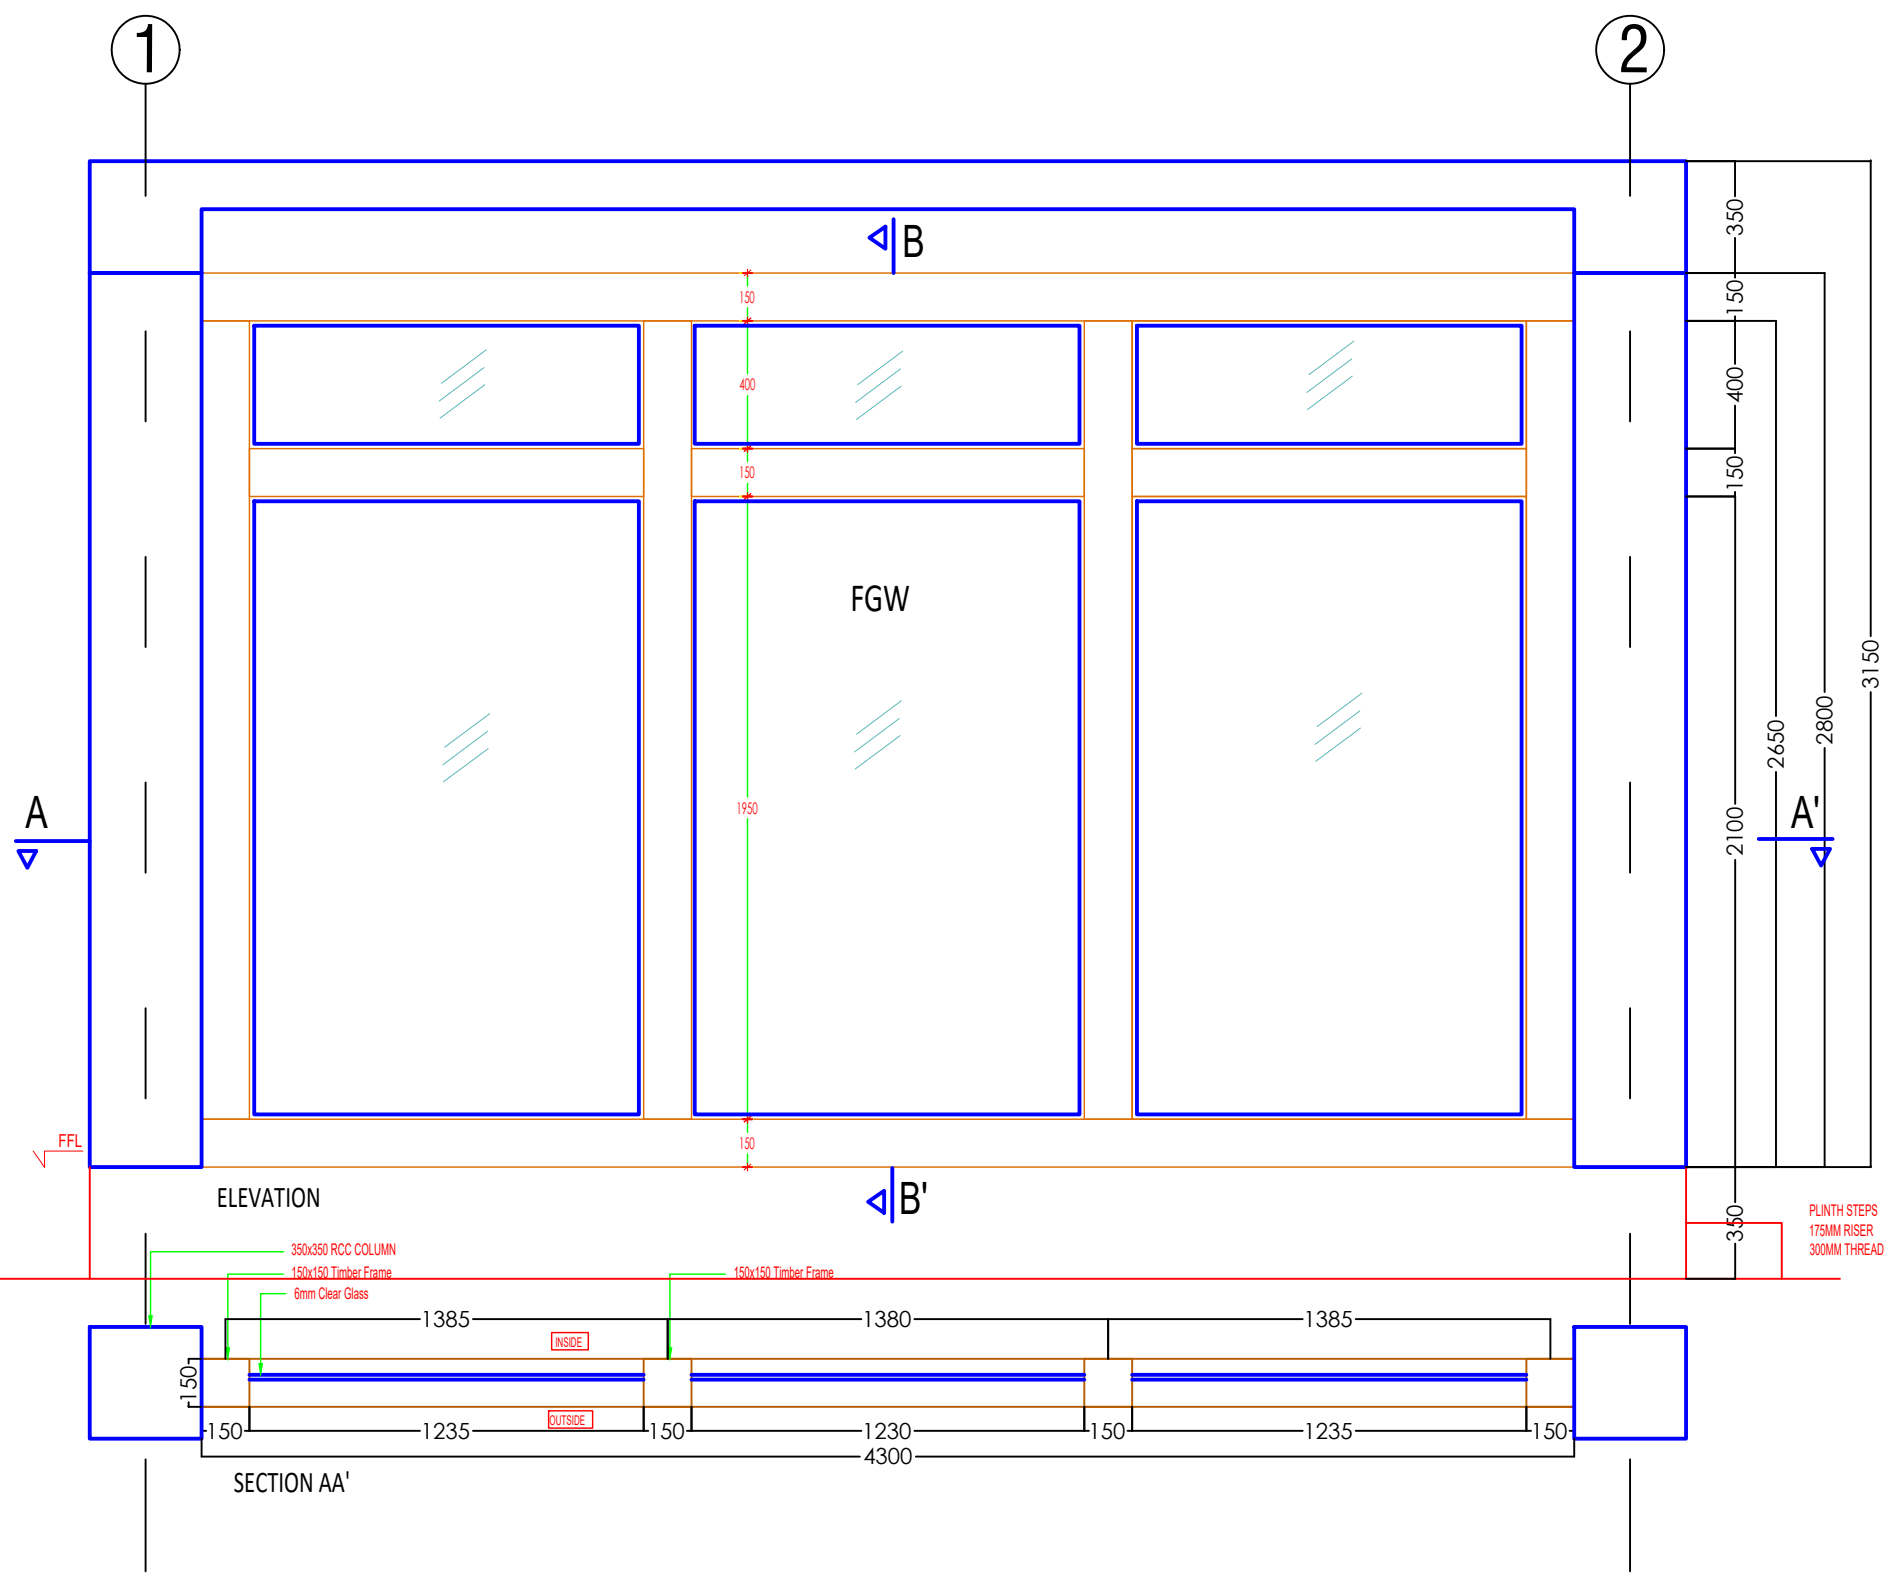 1
2
B
350
150
150
400
400
150
150
FGW
3150
2800
2650
1950
2100
A
A'
FFL
150
B'
ELEVATION
350
PLINTH STEPS
175MM RISER
300MM THREAD
350x350 RCC COLUMN
150x150 Timber Frame
150x150 Timber Frame
6mm Clear Glass
1385
1380
1385
INSIDE
150
OUTSIDE
150
1235
150
1230
150
1235
150
4300
SECTION AA'